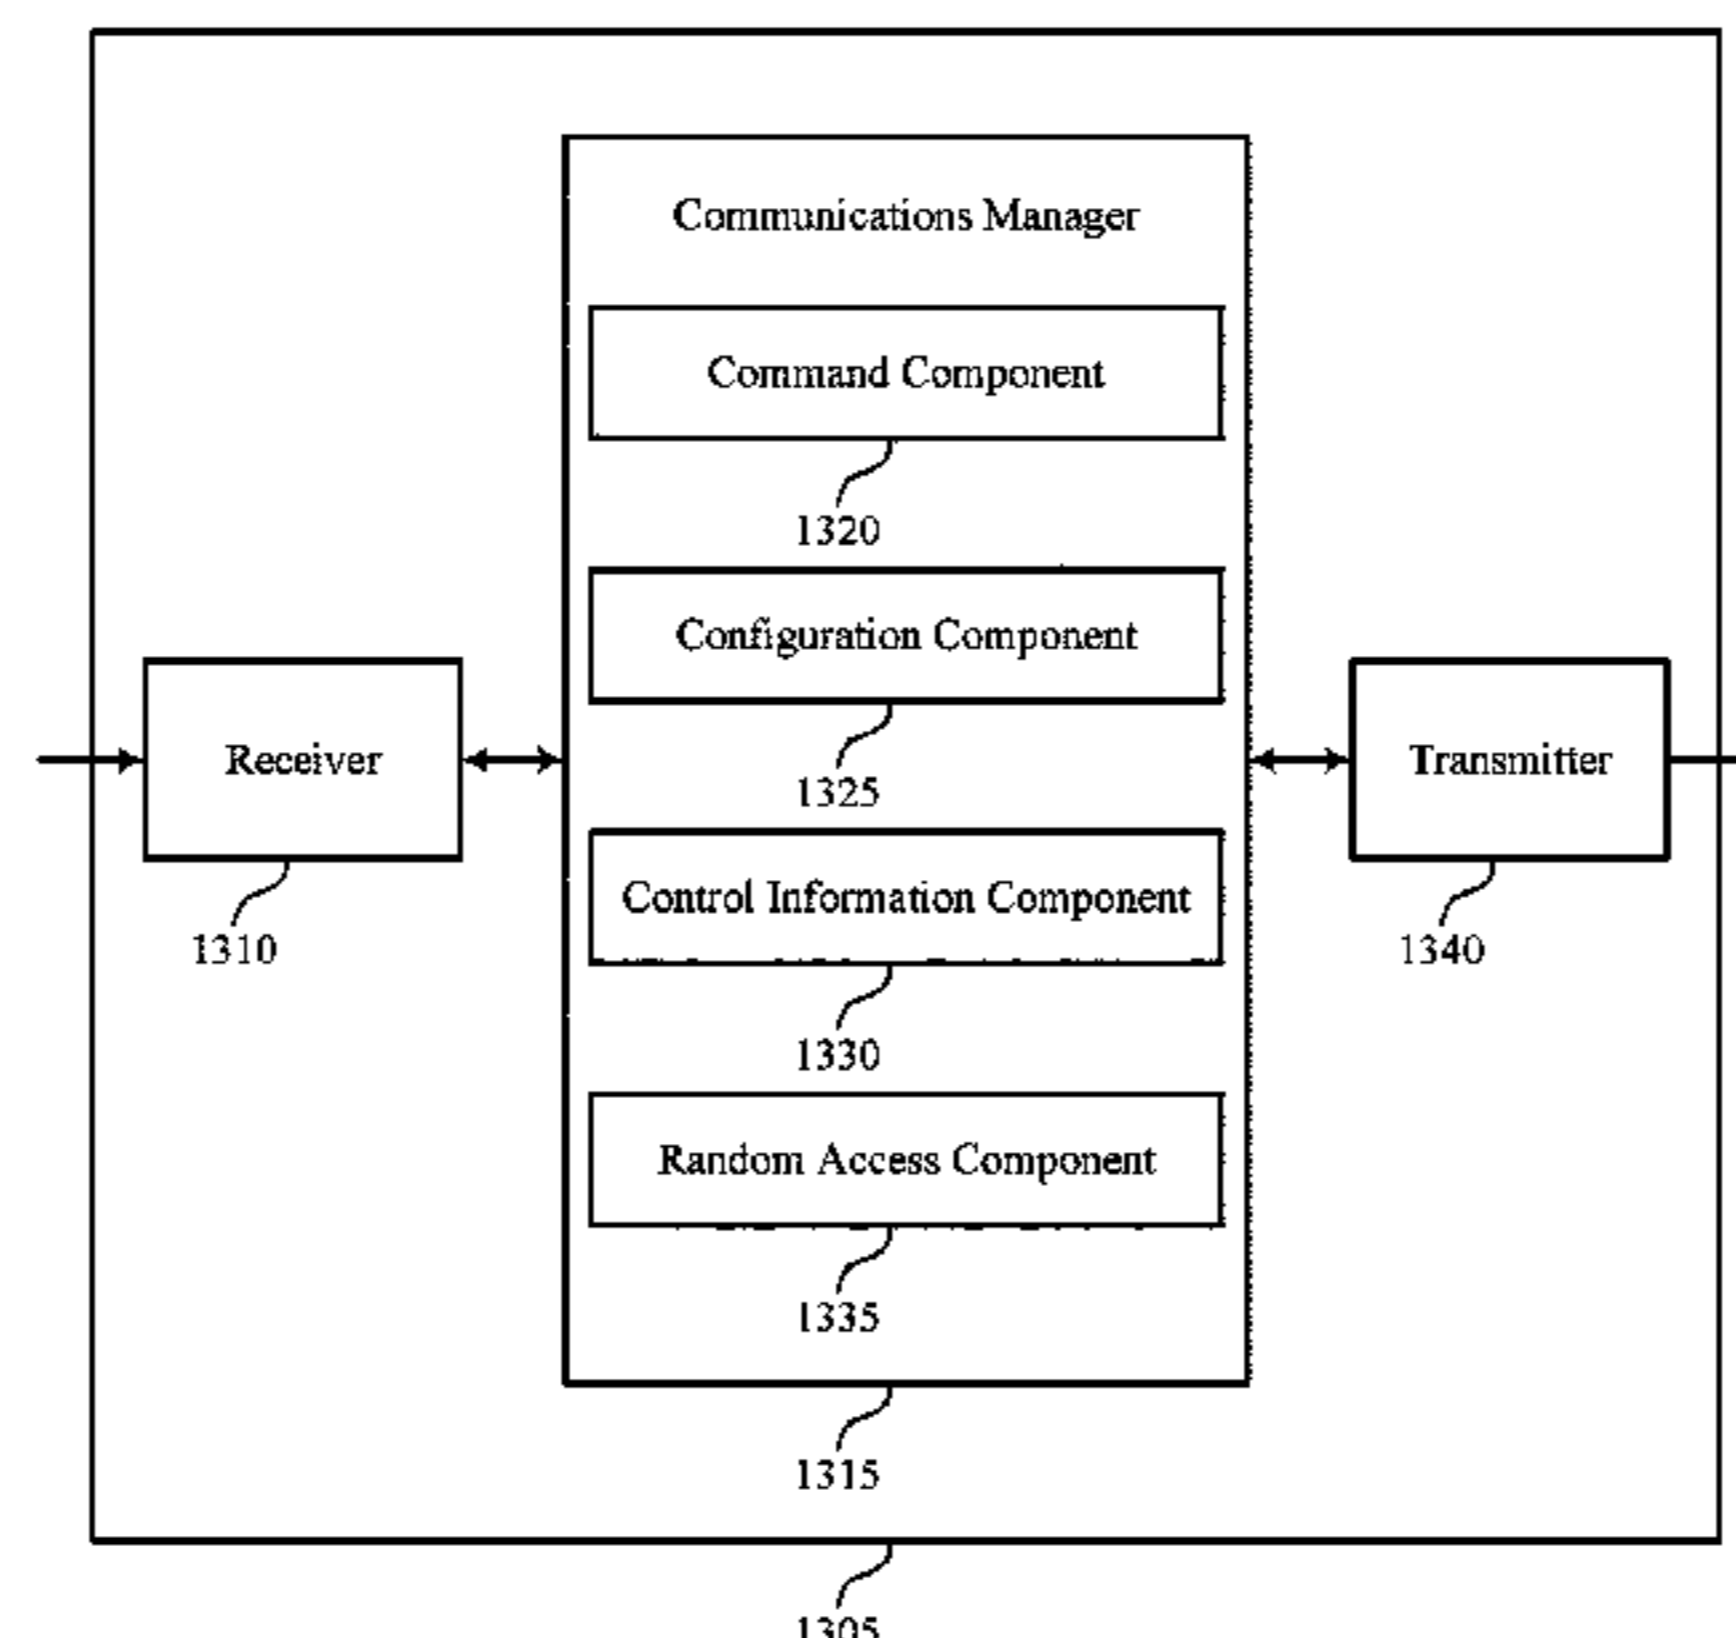 Communications Manager
Command Component
1320
Configuration Component
1325
Receiver
1310
Transmitter
1340
Control Information Component
1330
Random Access Component
1335
1315
1305